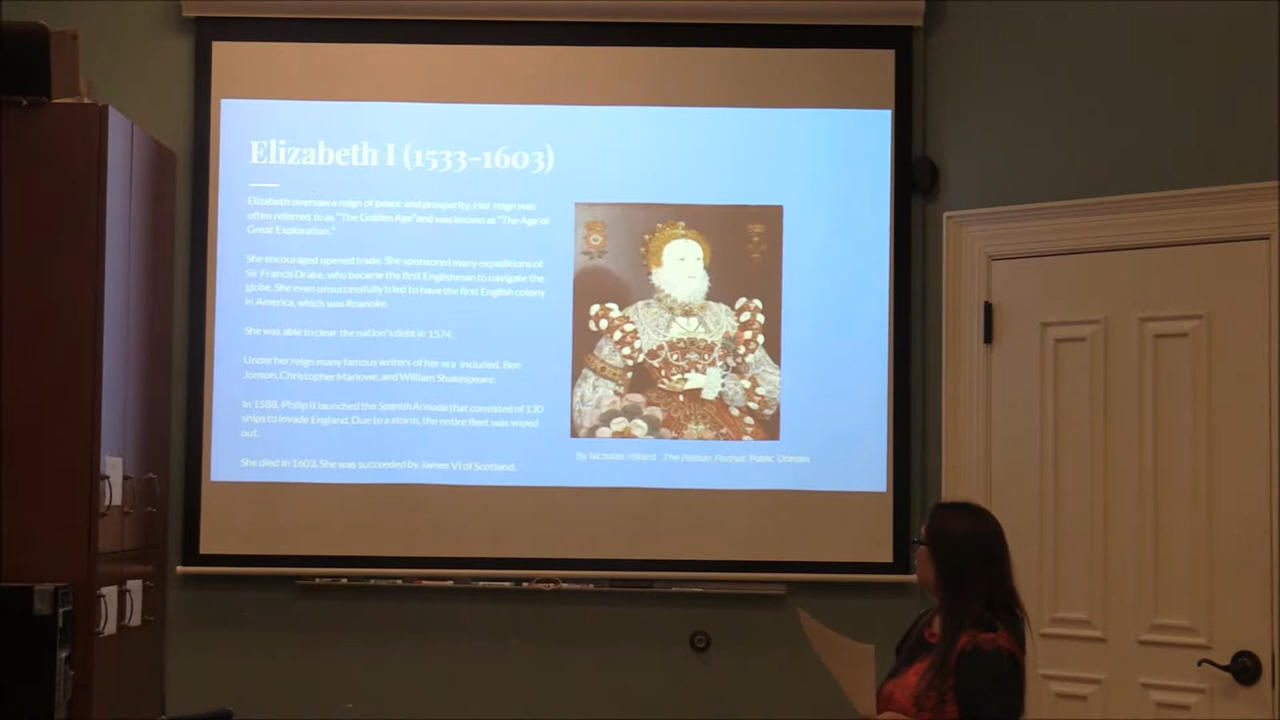 Elizabeth I (1533-1603)
Elizabeth oversaw a reign of peace and prosperity. Her reign was
often referred to as "The Golden Age"and was known as "The Age of
Great Exploration."
She encouraged opened trade. She sponsored many expeditions of
Sir Francis Drake, who became the first Englishman to navigate the
globe. She even unsuccessfully tried to have the first English colony
in America, which was Roanoke.
She was able to clear the nation's debt in 1574.
Under her reign many famous writers of her era included, Ben
Jonson, Christopher Marlowe, and William Shakespeare.
In 1588, Philip II launched the Spanish Armada that consisted of 130
ships to invade England. Due to a storm, the entire fleet was wiped
out.
She died in 1603. She was succeeded by James VI of Scotland.
By Nicholas Hillard. The Pelican Portrait. Public Domain